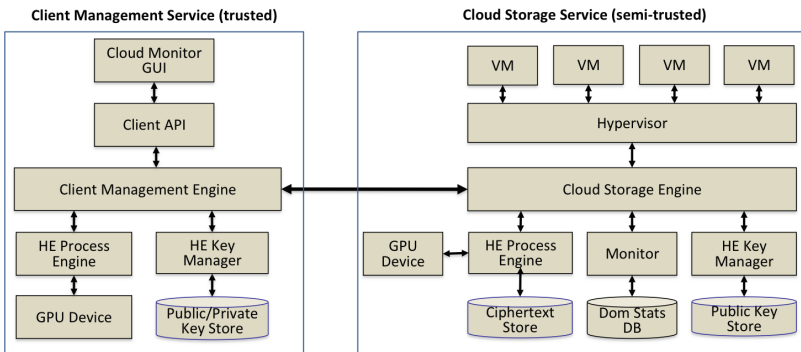 Client Management Service (trusted)
Cloud Storage Service (semi-trusted)
Cloud Monitor
GUI
Client API
Client Management Engine
HE Process
Engine
HE Key
Manager
GPU Device
Public/Private
Key Store
VM
VM
VM
VM
Hypervisor
Cloud Storage Engine
GPU
Device
HE Process
Engine
Monitor
HE Key
Manager
Ciphertext
Store
Dom Stats
DB
Public Key
Store